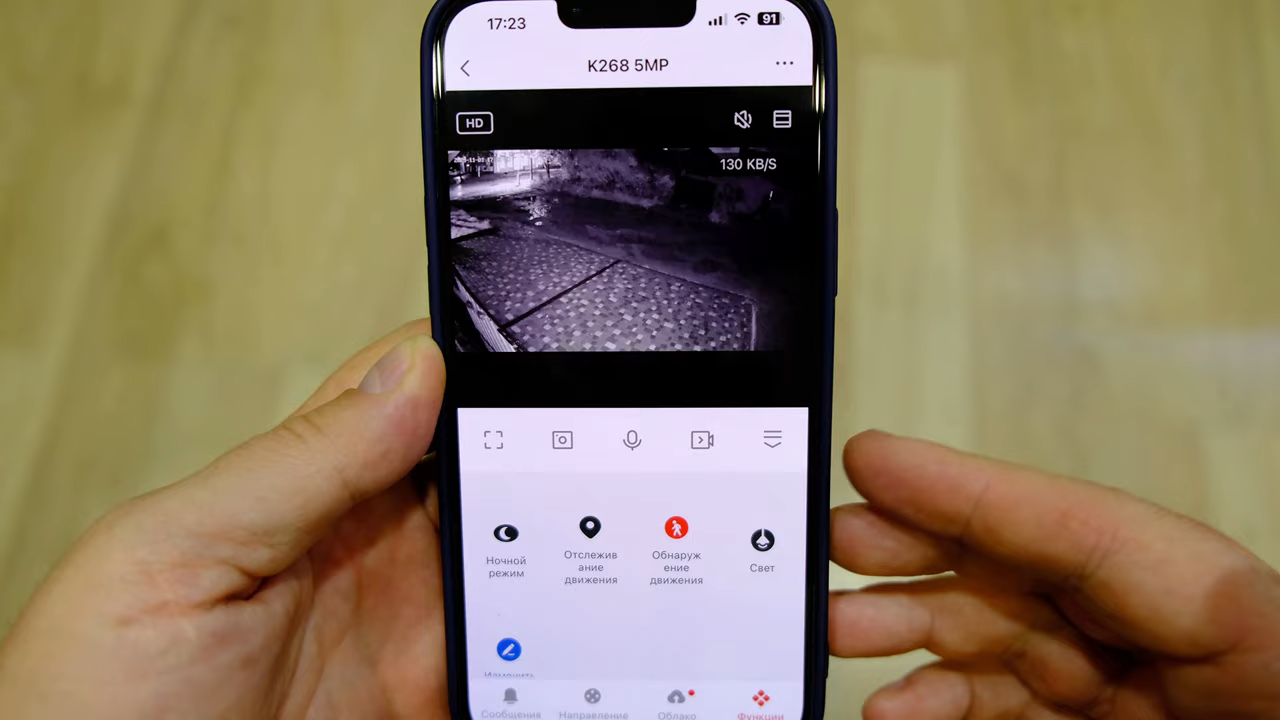 17:23
91
K268 5MP
HD
130 KB/S
Ночной
режим
Отслежив
ание
движения
Обнаруж
ение
движения
Свет
Изменить
Сообщения
Направление
Облако
Функции